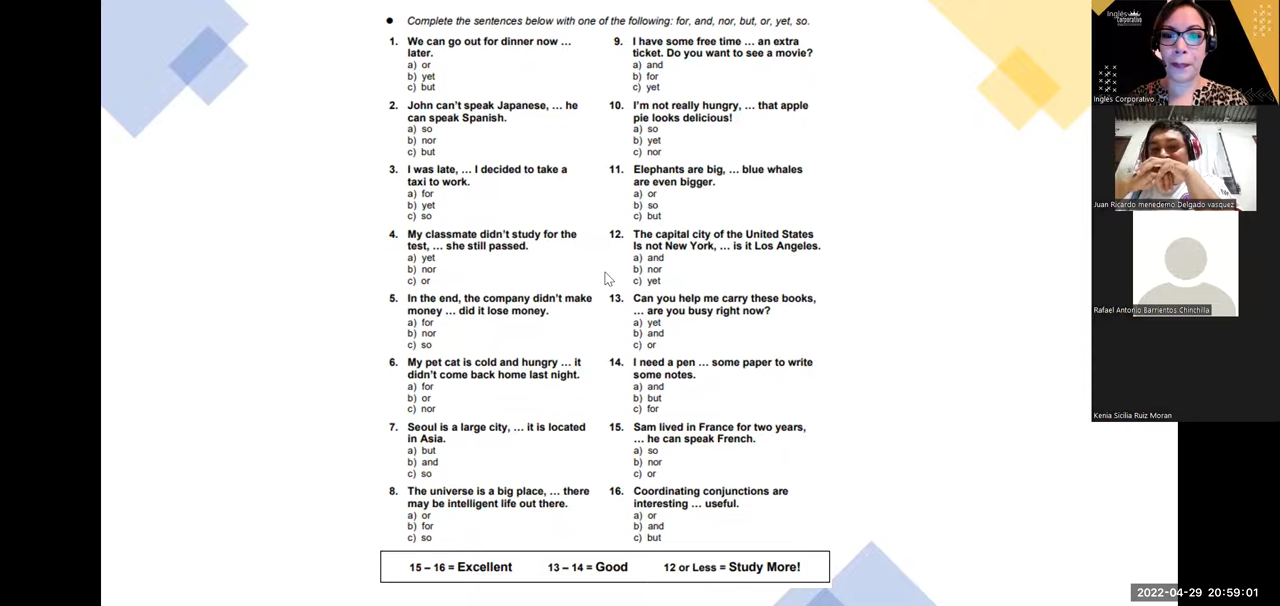 Complete the sentences below with one of the following: for, and, nor, but, or, yet, so.
1. We can go out for dinner now …
later.
a) or
b) yet
c) but
2. John can't speak Japanese, … he
can speak Spanish.
a) so
b) nor
c) but
3. I was late, … I decided to take a
taxi to work.
a) for
b) yet
c) so
4. My classmate didn't study for the
test, … she still passed.
a) yet
b) nor
c) or
5. In the end, the company didn't make
money … did it lose money.
a) for
b) nor
c) so
6. My pet cat is cold and hungry … it
didn't come back home last night.
a) for
b) or
c) nor
7. Seoul is a large city, … it is located
in Asia.
a) but
b) and
c) so
8. The universe is a big place, … there
may be intelligent life out there.
a) or
b) for
c) so
9. I have some free time … an extra
ticket. Do you want to see a movie?
a) and
b) for
c) yet
10. I'm not really hungry, … that apple
pie looks delicious!
a) so
b) yet
c) nor
11. Elephants are big, … blue whales
are even bigger.
a) or
b) so
c) but
12. The capital city of the United States
Is not New York, … is it Los Angeles.
a) and
b) nor
c) yet
13. Can you help me carry these books,
… are you busy right now?
a) yet
b) and
c) or
14. I need a pen … some paper to write
some notes.
a) and
b) but
c) for
15. Sam lived in France for two years,
… he can speak French.
a) so
b) nor
c) or
16. Coordinating conjunctions are
interesting … useful.
a) or
b) and
c) but
15 – 16 = Excellent 13 – 14 = Good 12 or Less = Study More!
Inglés
Corporativo
Inglés Corporativo
Juan Ricardo menedemo Delgado vasquez
Rafael Antonio Barrientos Chinchilla
Kenia Sicilia Ruiz Moran
2022-04-29 20:59:01